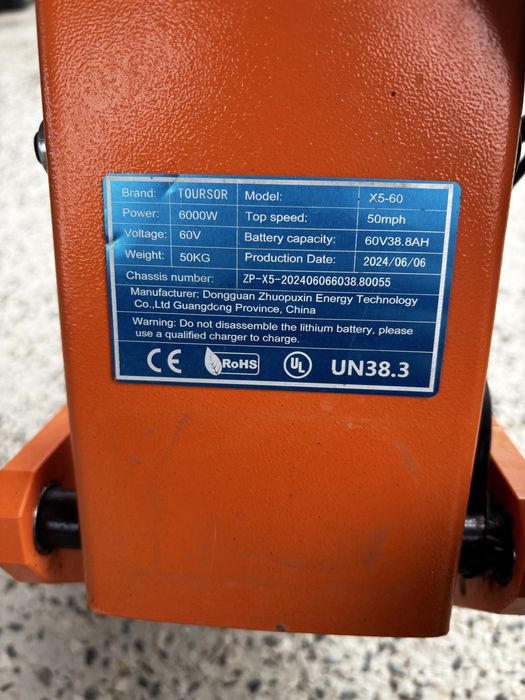 Brand: TOURSOR Model: X5-60
Power: 6000W Top speed: 50mph
Voltage: 60V Battery capacity: 60V38.8AH
Weight: 50KG Production Date: 2024/06/06
Chassis number: ZP-X5-202406066038.80055
Manufacturer: Dongguan Zhuopuxin Energy Technology
Co.,Ltd Guangdong Province, China
Warning: Do not disassemble the lithium battery, please
use a qualified charger to charge.
CE RoHS UL UN38.3